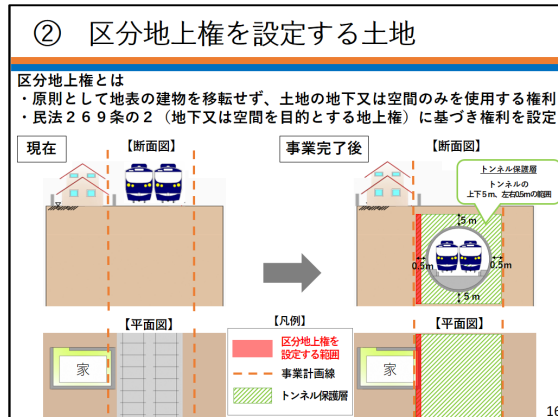 ② 区分地上権を設定する土地
区分地上権とは
・原則として地表の建物を移転せず、土地の地下又は空間のみを使用する権利
・民法269条の2（地下又は空間を目的とする地上権）に基づき権利を設定
現在
【断面図】
事業完了後
【断面図】
トンネル保護層
トンネルの
上下5m、左右0.5mの範囲
5m
0.5m
0.5m
5m
【平面図】
家
【凡例】
区分地上権を
設定する範囲
事業計画線
トンネル保護層
【平面図】
家
16